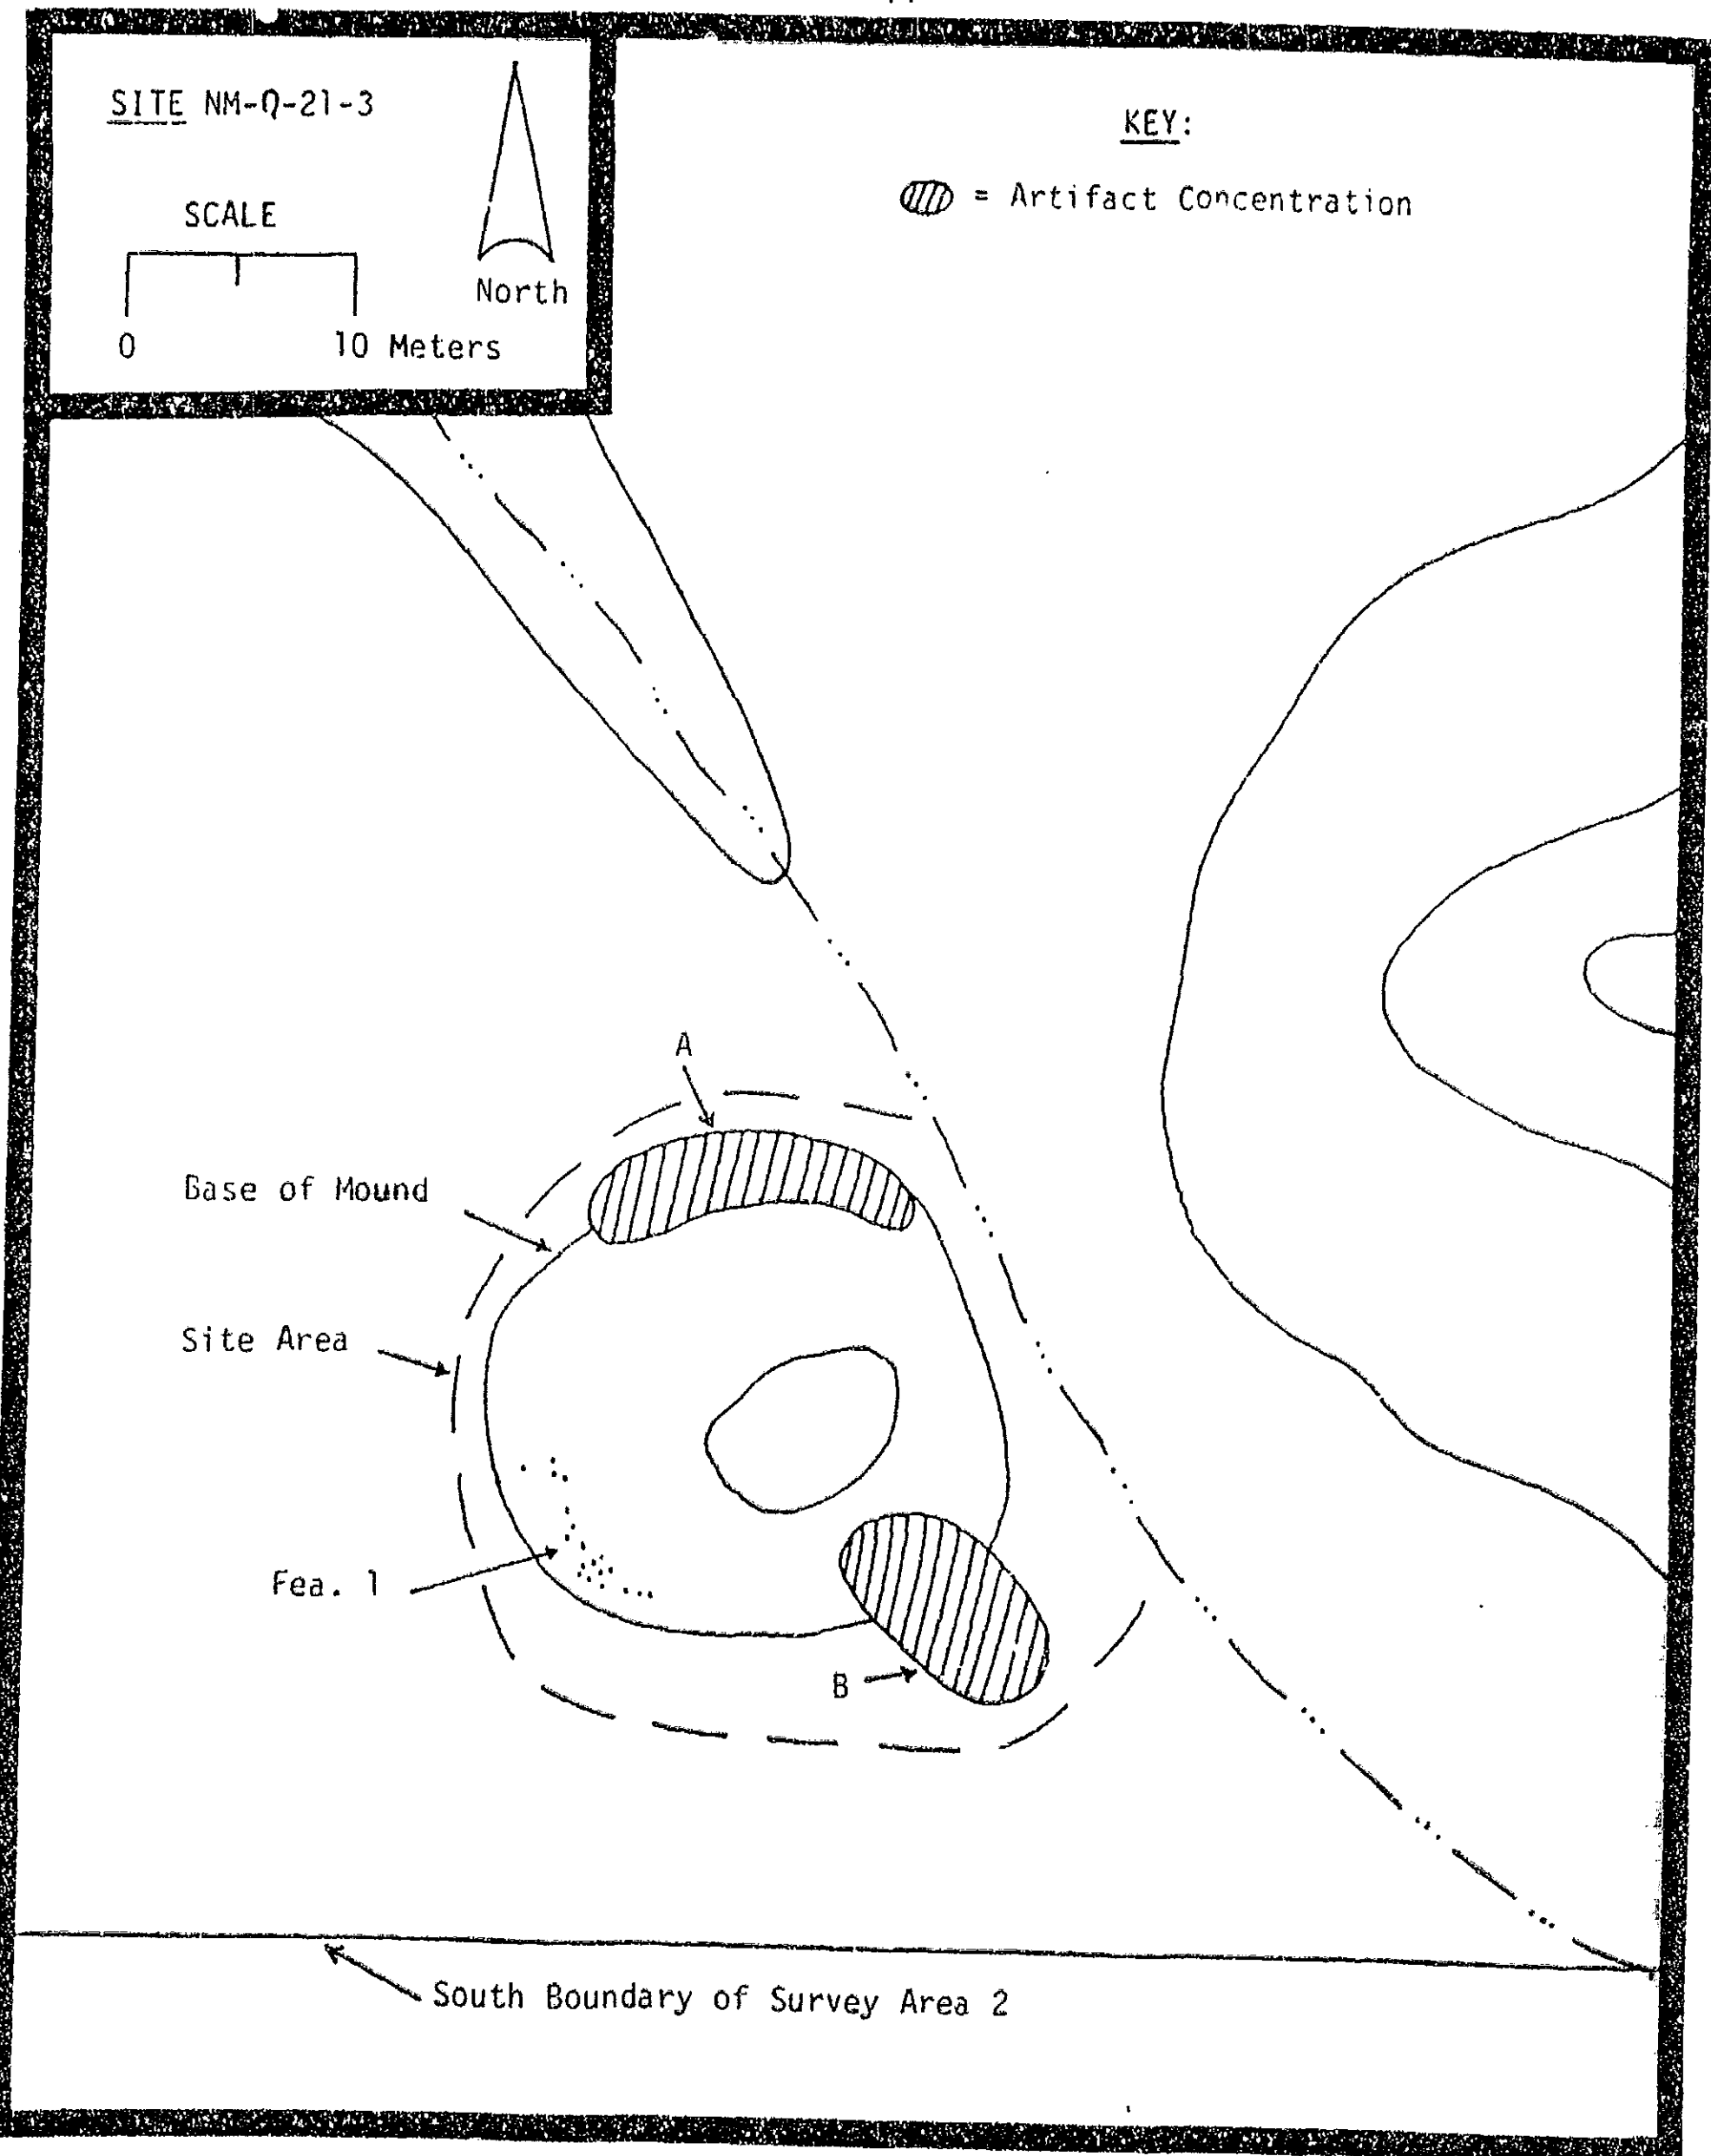 SITE NM-Q-21-3
SCALE
0 10 Meters
North
KEY:
= Artifact Concentration
A
Base of Mound
Site Area
Fea. 1
B
South Boundary of Survey Area 2